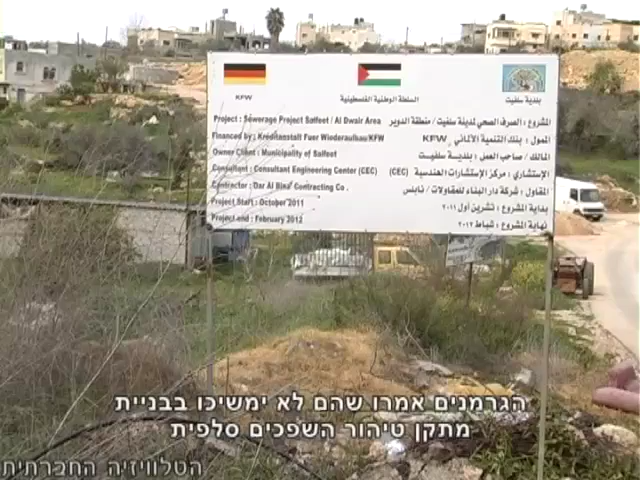 KFW
السلطة الوطنية الفلسطينية
بلدية سلفيت
Project : Sewerage Project Salfeet / Al Dwair Area
مشروع : الصرف الصحي لمدينة سلفيت / منطقة الدوير
Financed by : Kreditanstalt Fuer Wiederaufbau/KFW
الممول : بنك التنمية الألماني KFW
Owner Client : Municipality of Salfeet
المالك / صاحب العمل : بلدية سلفيت
Consultant : Consultant Engineering Center (CEC)
الإستشاري : مركز الإستشارات الهندسية (CEC)
Contractor : Dar Al Bina' Contracting Co .
المقاول : شركة دار البناء للمقاولات / نابلس
Project Start : October 2011
بداية المشروع : تشرين أول ٢٠١١
Project end : February 2012
نهاية المشروع : شباط ٢٠١٢
הגרמנים אמרו שהם לא ימשיכו בבניית
מתקן טיהור השפכים סלפית
הטלוויזיה החברתית